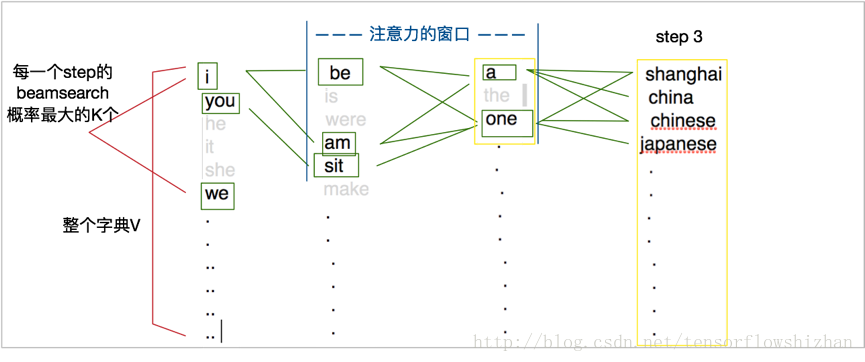 注意力的窗口
step 3
每一个step的
beamsearch
概率最大的K个
整个字典V
i
you
he
it
she
we
be
is
were
am
sit
make
a
the
one
shanghai
china
chinese
japanese
http://blog.csdn.net/tensorflowshizhan